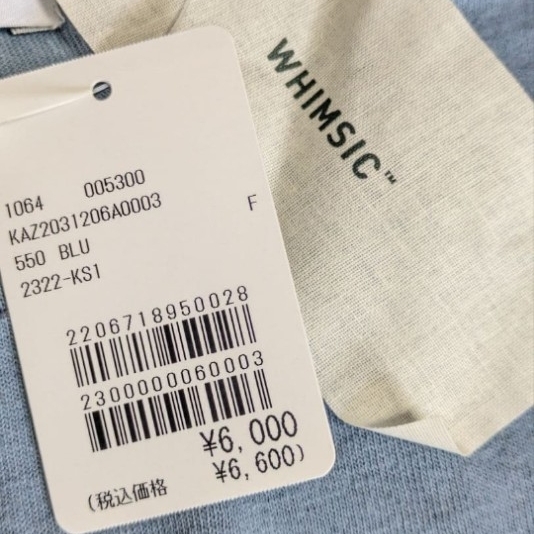 WHIMSIC™
1064 005300
KAZ2031206A0003 F
550 BLU
2322-KS1
2206718950028
2300000060003
¥6,000
(税込価格 ¥6,600)